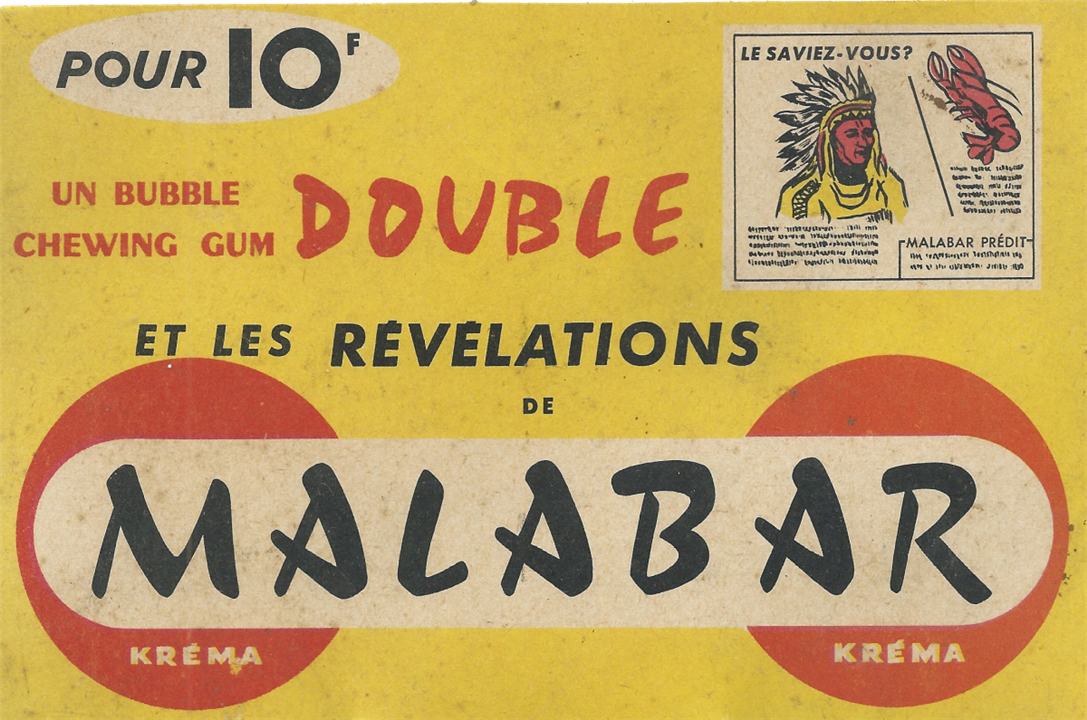 POUR 10F
LE SAVIEZ-VOUS?
MALABAR PRÉDIT
UN BUBBLE
CHEWING GUM
DOUBLE
ET LES RÉVÉLATIONS
DE
MALABAR
KRÉMA
KRÉMA